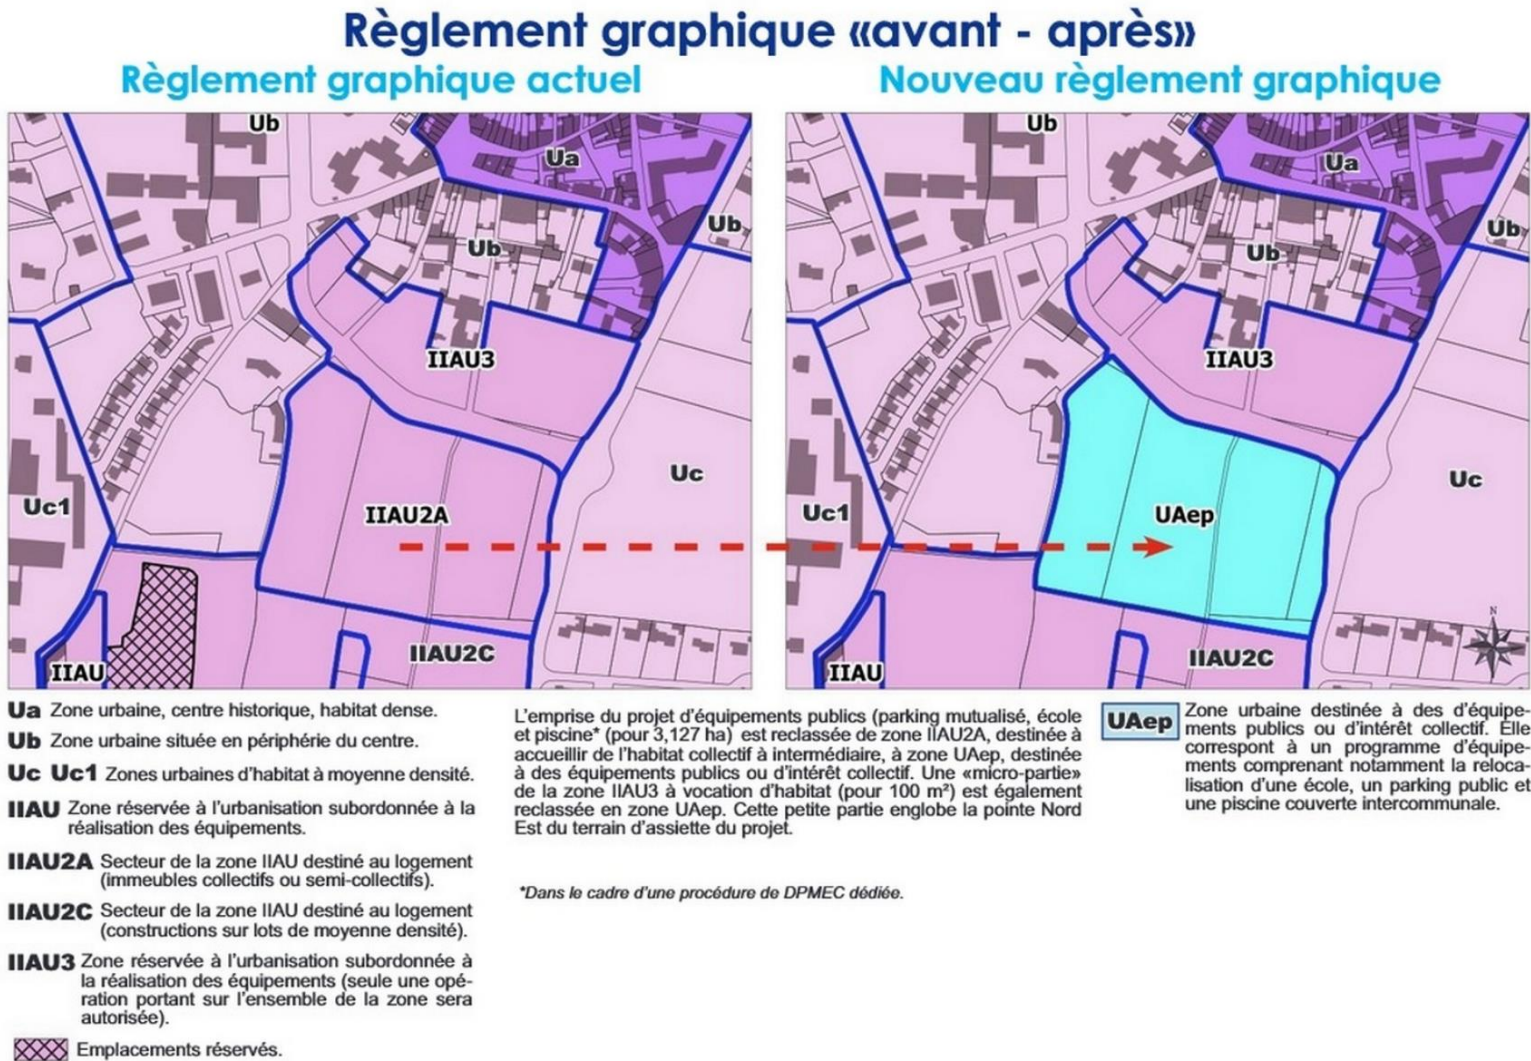 Règlement graphique «avant - après»
Règlement graphique actuel
Nouveau règlement graphique
Ub
Ua
Ub
Ub
IIAU3
Uc
Uc1
IIAU2A
IIAU2C
IIAU
Ub
Ua
Ub
Ub
IIAU3
Uc
Uc1
UAep
N
IIAU2C
IIAU
Ua Zone urbaine, centre historique, habitat dense.
Ub Zone urbaine située en périphérie du centre.
Uc Uc1 Zones urbaines d'habitat à moyenne densité.
IIAU Zone réservée à l'urbanisation subordonnée à la
réalisation des équipements.
IIAU2A Secteur de la zone IIAU destiné au logement
(immeubles collectifs ou semi-collectifs).
IIAU2C Secteur de la zone IIAU destiné au logement
(constructions sur lots de moyenne densité).
IIAU3 Zone réservée à l'urbanisation subordonnée à
la réalisation des équipements (seule une opé-
ration portant sur l'ensemble de la zone sera
autorisée).
Emplacements réservés.
L'emprise du projet d'équipements publics (parking mutualisé, école
et piscine* (pour 3,127 ha) est reclassée de zone IIAU2A, destinée à
accueillir de l'habitat collectif à intermédiaire, à zone UAep, destinée
à des équipements publics ou d'intérêt collectif. Une «micro-partie»
de la zone IIAU3 à vocation d'habitat (pour 100 m²) est également
reclassée en zone UAep. Cette petite partie englobe la pointe Nord
Est du terrain d'assiette du projet.
*Dans le cadre d'une procédure de DPMEC dédiée.
UAep Zone urbaine destinée à des d'équipe-
ments publics ou d'intérêt collectif. Elle
correspont à un programme d'équipe-
ments comprenant notamment la reloca-
lisation d'une école, un parking public et
une piscine couverte intercommunale.